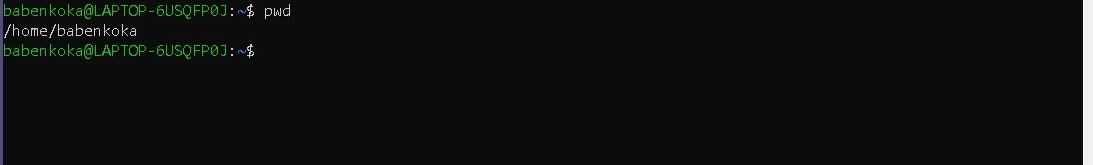 babenkoka@LAPTOP-6USQFP0J:~$ pwd
/home/babenkoka
babenkoka@LAPTOP-6USQFP0J:~$